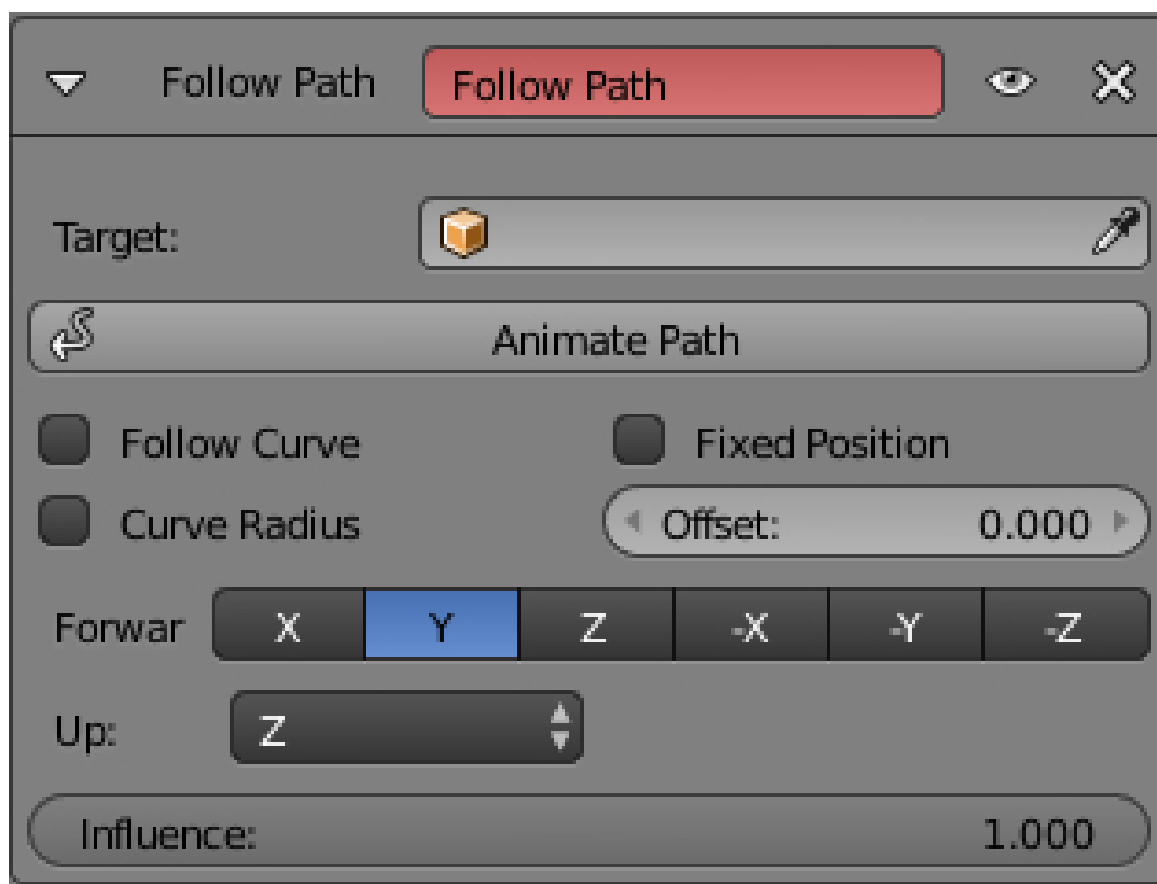 Follow Path Follow Path
Target:
Animate Path
Follow Curve Fixed Position
Curve Radius Offset: 0.000
Forwar X Y Z -X -Y -Z
Up: Z
Influence: 1.000